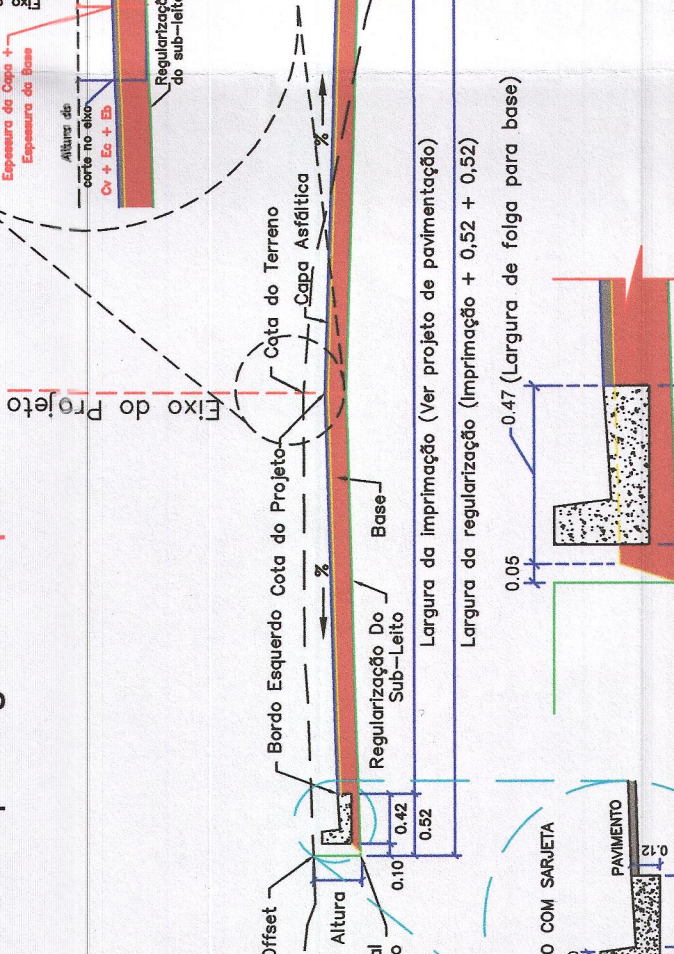 Eixo do
Espessura da Capa +
Espessura da Base
Altura do
corte no eixo
Cv + Ec + Eb
Regularizaçã
do sub-leito
Eixo do Projeto
Cota do Terreno
Capa Asfáltica
%
Bordo Esquerdo
Cota do Projeto
%
Base
Regularização Do
Sub-Leito
Largura da imprimação (Ver projeto de pavimentação)
Largura da regularização (Imprimação + 0,52 + 0,52)
0.42
0.52
0.10
Offset
Altura
0.47 (Largura de folga para base)
0.05
O COM SARJETA
PAVIMENTO
0.12